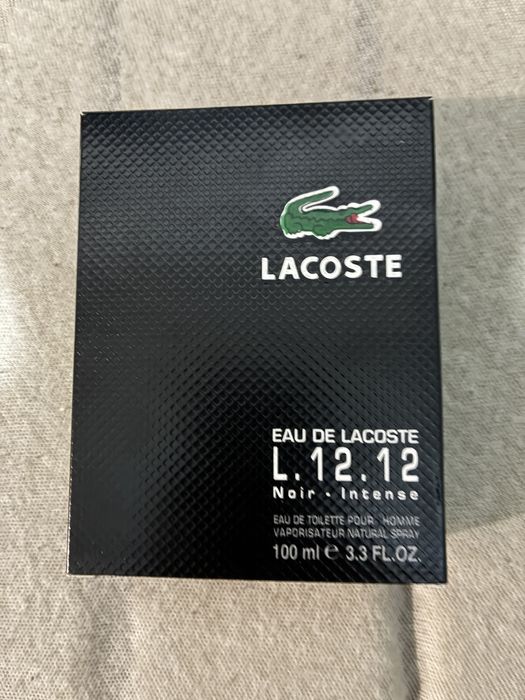 LACOSTE
EAU DE LACOSTE
L.12.12
Noir - Intense
EAU DE TOILETTE POUR HOMME
VAPORISATEUR NATURAL SPRAY
100 ml ℮ 3.3 FL.OZ.